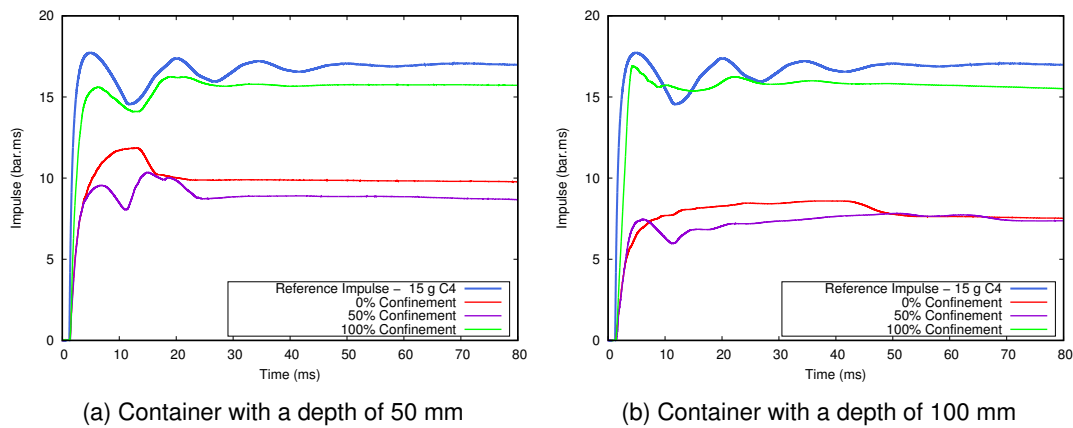 20
15
10
5
0
Impulse (bar.ms)
Reference Impulse − 15 g C4
0% Confinement
50% Confinement
100% Confinement
0 10 20 30 40 50 60 70 80
Time (ms)
(a) Container with a depth of 50 mm
20
15
10
5
0
Impulse (bar.ms)
Reference Impulse − 15 g C4
0% Confinement
50% Confinement
100% Confinement
0 10 20 30 40 50 60 70 80
Time (ms)
(b) Container with a depth of 100 mm